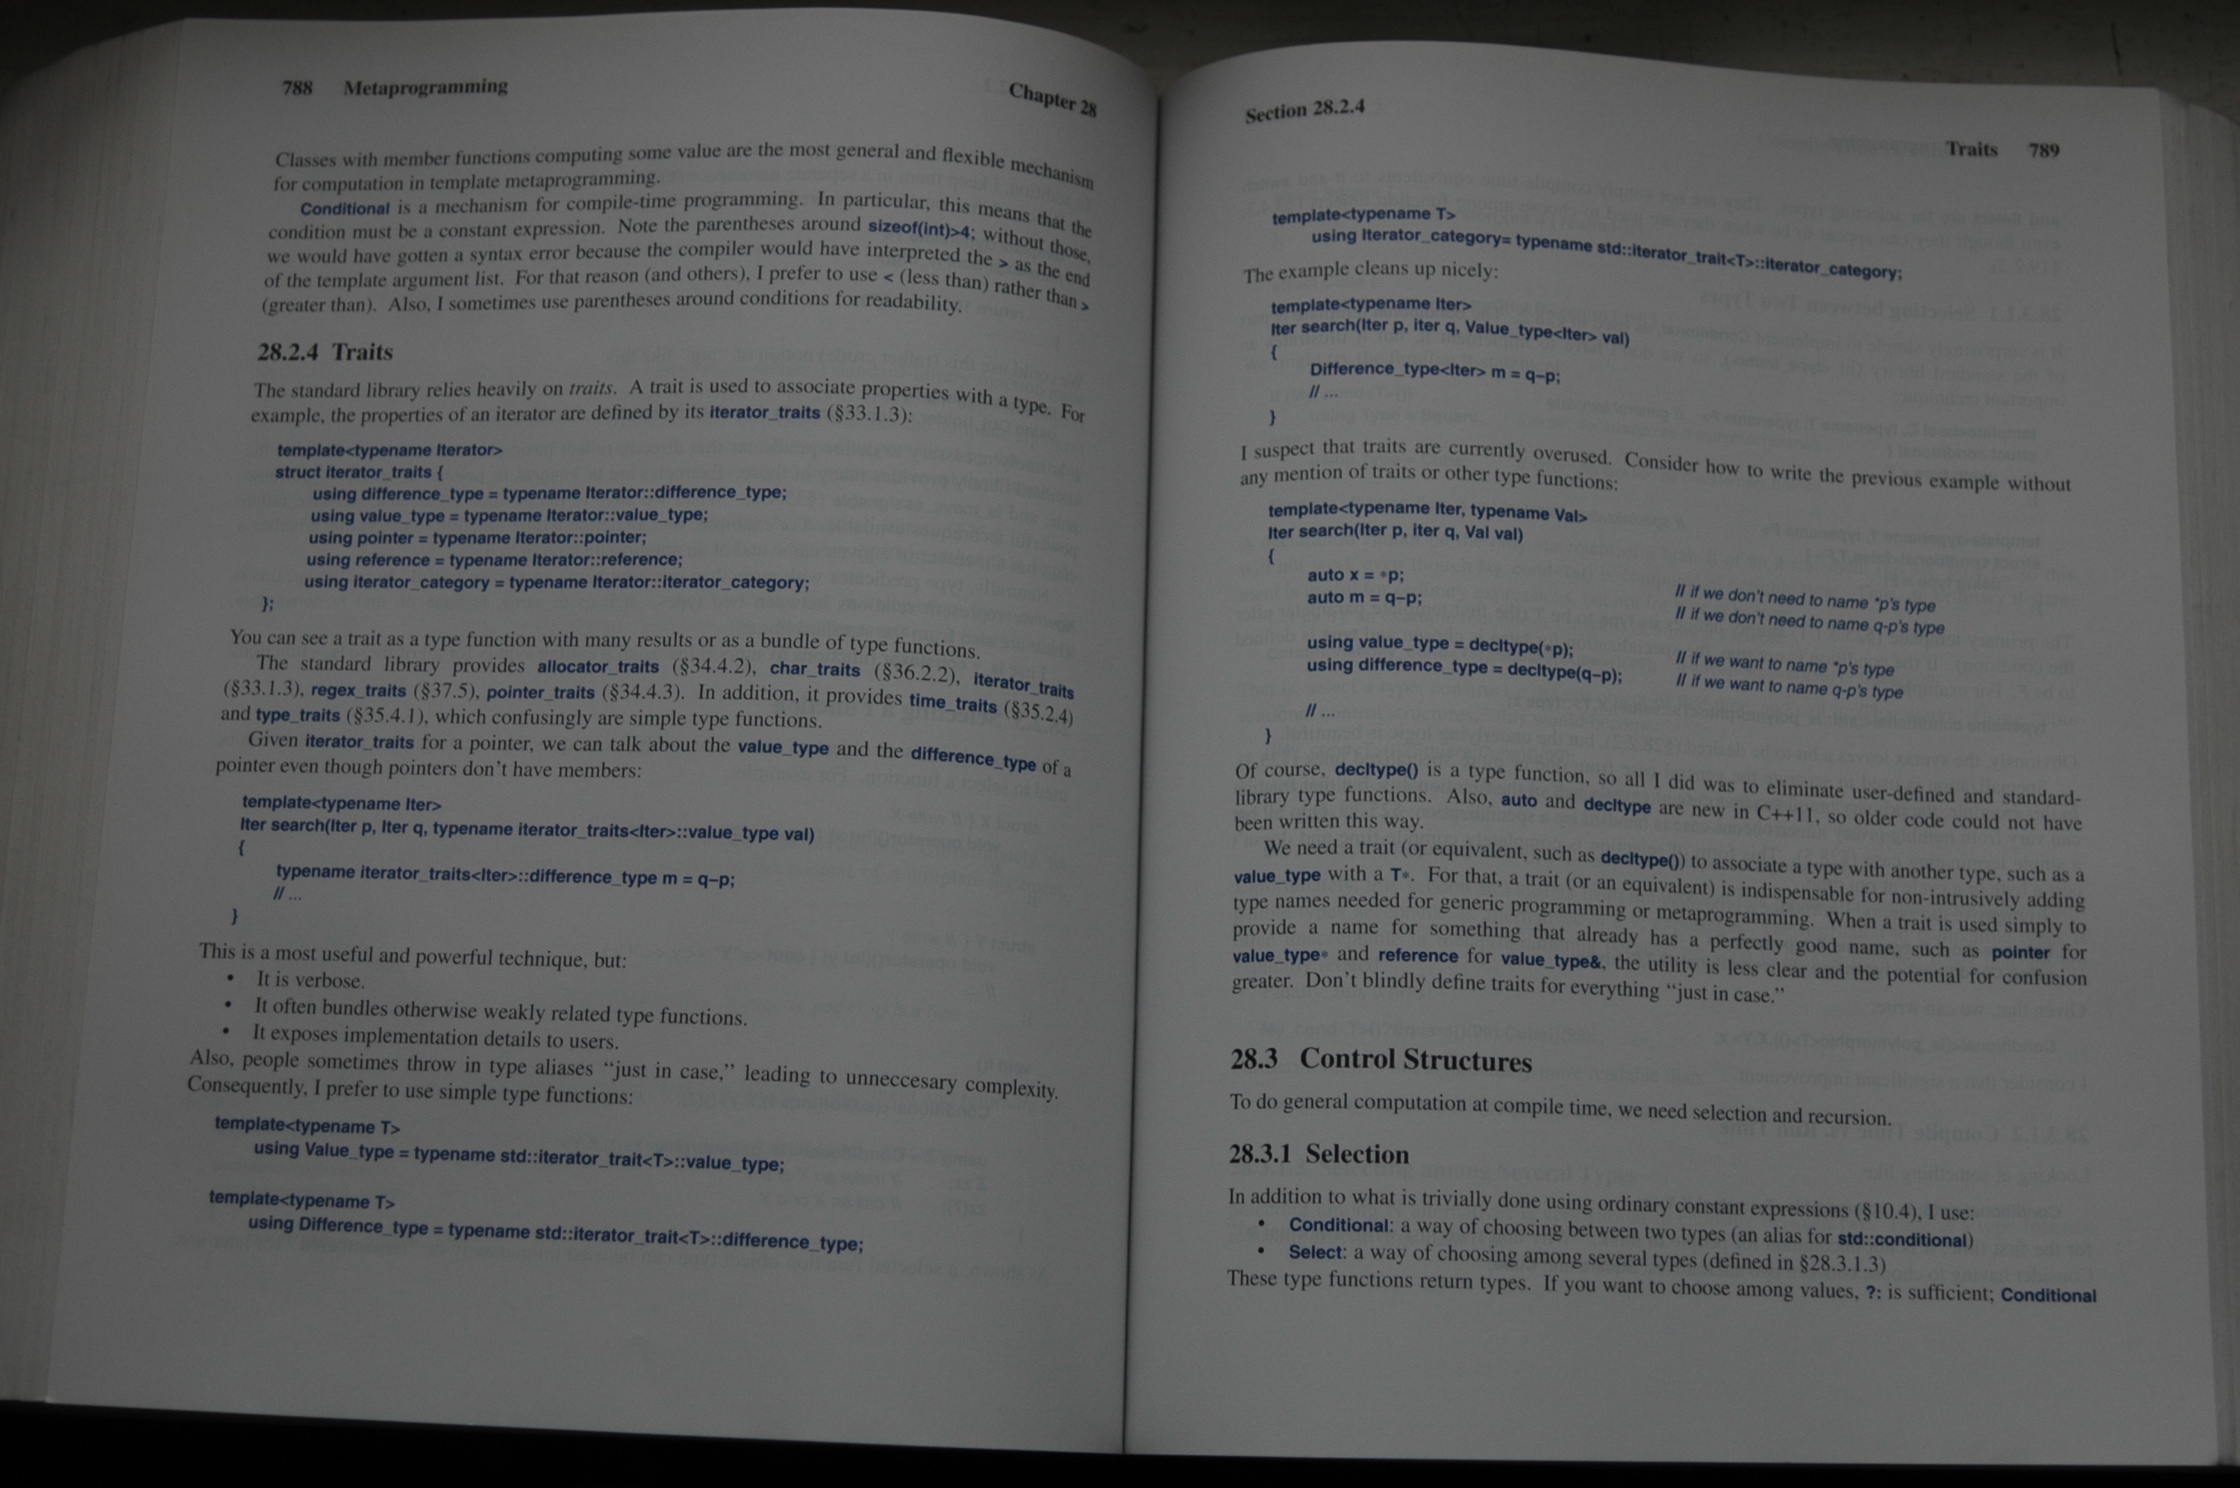 788 Metaprogramming Chapter 28
Classes with member functions computing some value are the most general and flexible mechanism
for computation in template metaprogramming.
Conditional is a mechanism for compile-time programming. In particular, this means that the
condition must be a constant expression. Note the parentheses around sizeof(int)>4; without those,
we would have gotten a syntax error because the compiler would have interpreted the > as the end
of the template argument list. For that reason (and others), I prefer to use < (less than) rather than >
(greater than). Also, I sometimes use parentheses around conditions for readability.
28.2.4 Traits
The standard library relies heavily on traits. A trait is used to associate properties with a type. For
example, the properties of an iterator are defined by its iterator_traits (§33.1.3):
template<typename Iterator>
struct iterator_traits {
using difference_type = typename Iterator::difference_type;
using value_type = typename Iterator::value_type;
using pointer = typename Iterator::pointer;
using reference = typename Iterator::reference;
using iterator_category = typename Iterator::iterator_category;
};
You can see a trait as a type function with many results or as a bundle of type functions.
The standard library provides allocator_traits (§34.4.2), char_traits (§36.2.2), iterator_traits
(§33.1.3), regex_traits (§37.5), pointer_traits (§34.4.3). In addition, it provides time_traits (§35.2.4)
and type_traits (§35.4.1), which confusingly are simple type functions.
Given iterator_traits for a pointer, we can talk about the value_type and the difference_type of a
pointer even though pointers don't have members:
template<typename Iter>
Iter search(Iter p, Iter q, typename iterator_traits<Iter>::value_type val)
{
typename iterator_traits<Iter>::difference_type m = q−p;
// ...
}
This is a most useful and powerful technique, but:
• It is verbose.
• It often bundles otherwise weakly related type functions.
• It exposes implementation details to users.
Also, people sometimes throw in type aliases “just in case,” leading to unneccesary complexity.
Consequently, I prefer to use simple type functions:
template<typename T>
using Value_type = typename std::iterator_trait<T>::value_type;
template<typename T>
using Difference_type = typename std::iterator_trait<T>::difference_type;
Section 28.2.4 Traits 789
template<typename T>
using Iterator_category= typename std::iterator_trait<T>::iterator_category;
The example cleans up nicely:
template<typename Iter>
Iter search(Iter p, iter q, Value_type<Iter> val)
{
Difference_type<Iter> m = q−p;
// ...
}
I suspect that traits are currently overused. Consider how to write the previous example without
any mention of traits or other type functions:
template<typename Iter, typename Val>
Iter search(Iter p, iter q, Val val)
{
auto x = *p; // if we don't need to name *p's type
auto m = q−p; // if we don't need to name q-p's type
using value_type = decltype(*p); // if we want to name *p's type
using difference_type = decltype(q−p); // if we want to name q-p's type
// ...
}
Of course, decltype() is a type function, so all I did was to eliminate user-defined and standard-
library type functions. Also, auto and decltype are new in C++11, so older code could not have
been written this way.
We need a trait (or equivalent, such as decltype()) to associate a type with another type, such as a
value_type with a T*. For that, a trait (or an equivalent) is indispensable for non-intrusively adding
type names needed for generic programming or metaprogramming. When a trait is used simply to
provide a name for something that already has a perfectly good name, such as pointer for
value_type* and reference for value_type&, the utility is less clear and the potential for confusion
greater. Don't blindly define traits for everything “just in case.”
28.3 Control Structures
To do general computation at compile time, we need selection and recursion.
28.3.1 Selection
In addition to what is trivially done using ordinary constant expressions (§10.4), I use:
• Conditional: a way of choosing between two types (an alias for std::conditional)
• Select: a way of choosing among several types (defined in §28.3.1.3)
These type functions return types. If you want to choose among values, ?: is sufficient; Conditional